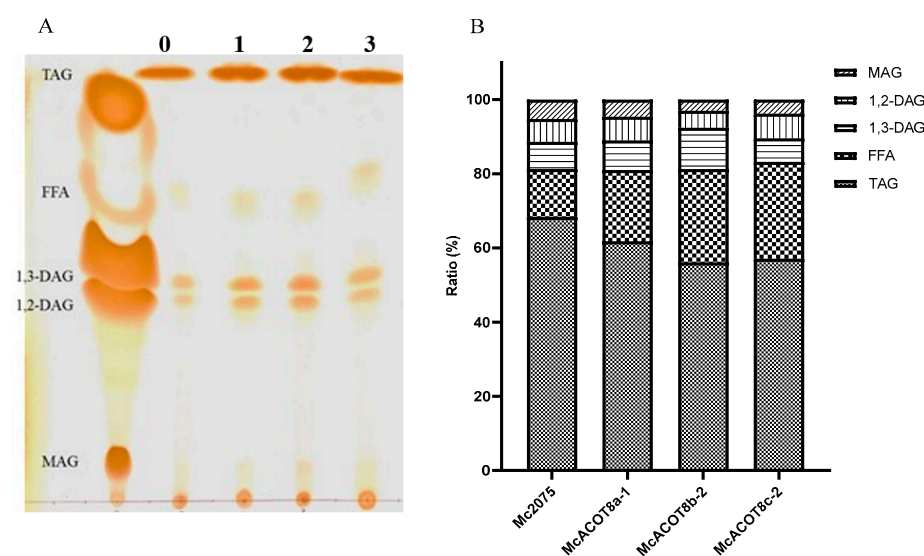 A
0 1 2 3
TAG
FFA
1,3-DAG
1,2-DAG
MAG
B
Ratio (%)
100
80
60
40
20
0
Mc2075
McACOT8a-1
McACOT8b-2
McACOT8c-2
MAG
1,2-DAG
1,3-DAG
FFA
TAG